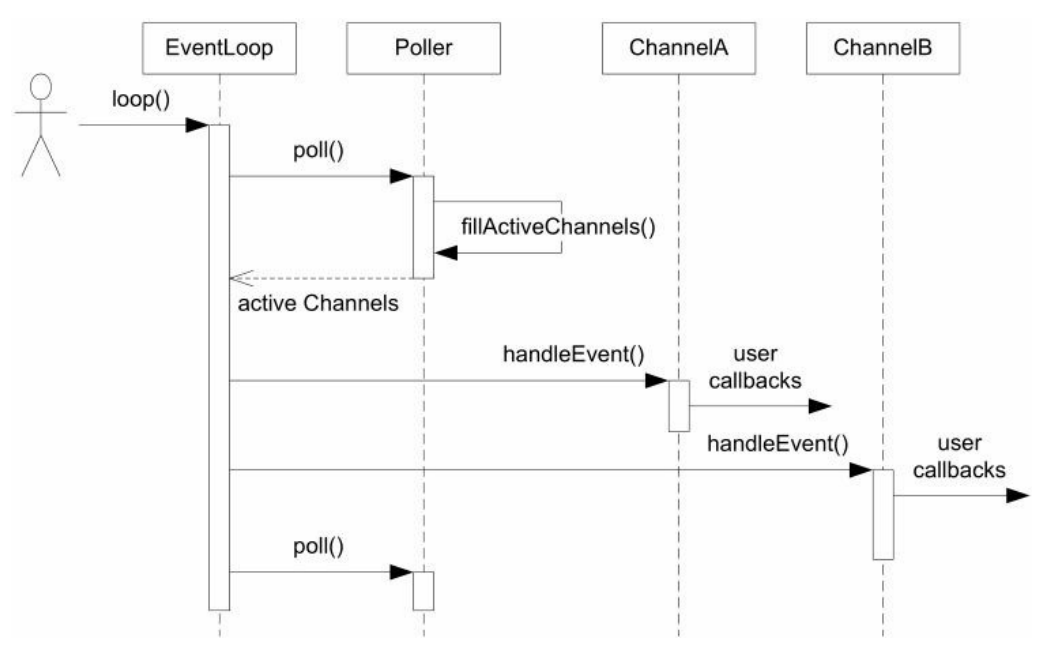 EventLoop
Poller
ChannelA
ChannelB
loop()
poll()
fillActiveChannels()
active Channels
handleEvent()
user
callbacks
handleEvent()
user
callbacks
poll()